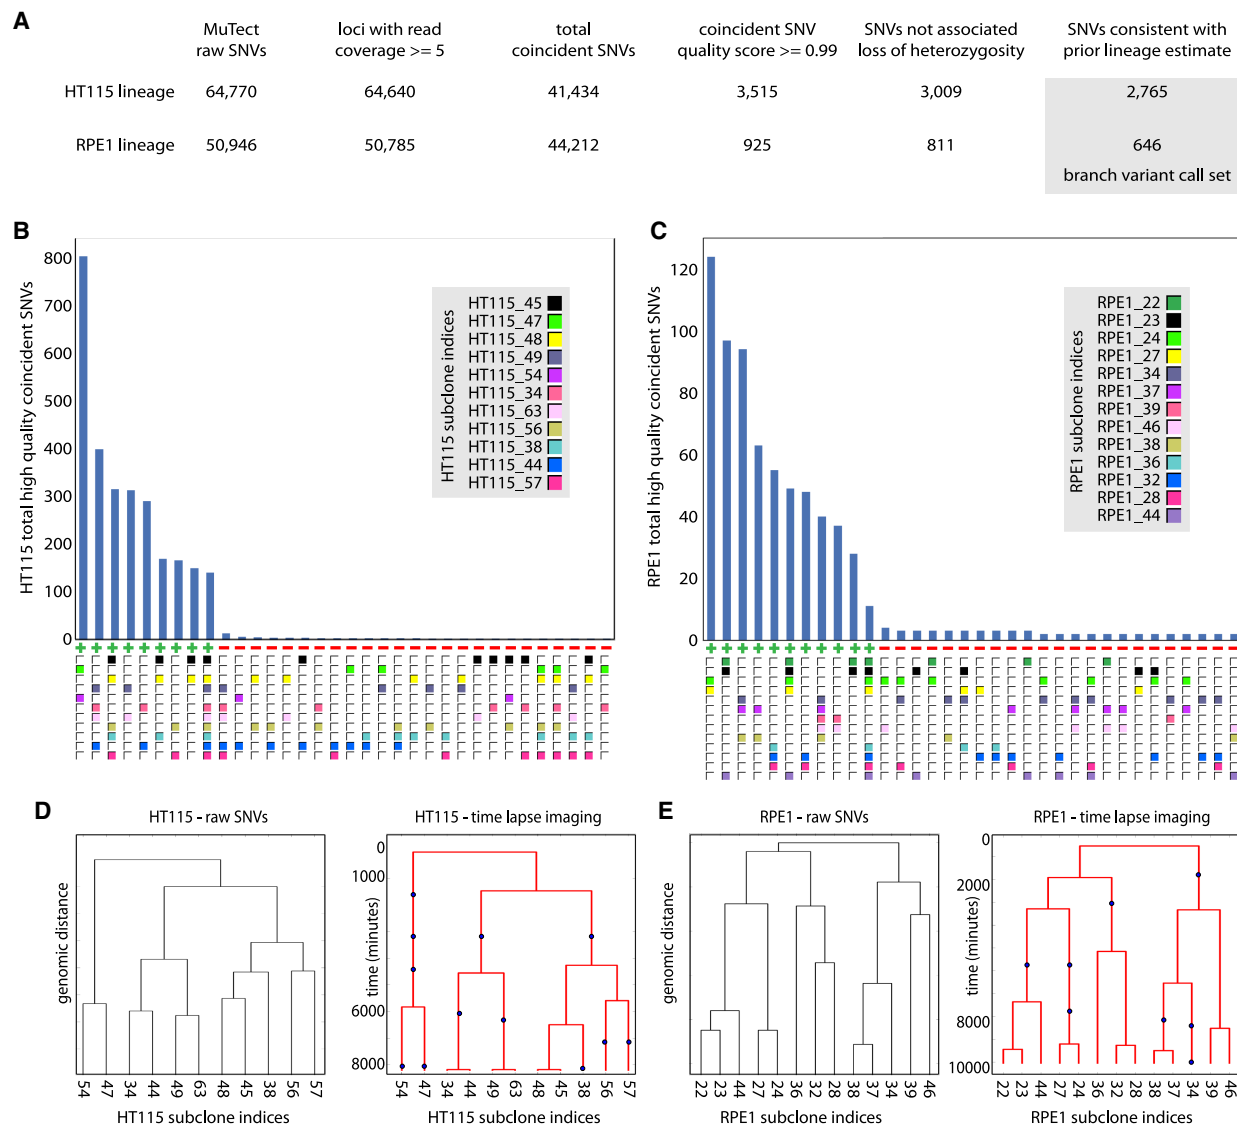 A
MuTect
raw SNVs
loci with read
coverage >= 5
total
coincident SNVs
coincident SNV
quality score >= 0.99
SNVs not associated
loss of heterozygosity
SNVs consistent with
prior lineage estimate
HT115 lineage 64,770 64,640 41,434 3,515 3,009 2,765
RPE1 lineage 50,946 50,785 44,212 925 811 646
branch variant call set
B
HT115 total high quality coincident SNVs
800
700
600
500
400
300
200
100
0
HT115 subclone indices
HT115_45
HT115_47
HT115_48
HT115_49
HT115_54
HT115_34
HT115_63
HT115_56
HT115_38
HT115_44
HT115_57
+ + + + + + + + + − − − − − − − − − − − − − − − − − − − − − − − − −
C
RPE1 total high quality coincident SNVs
120
100
80
60
40
20
0
RPE1 subclone indices
RPE1_22
RPE1_23
RPE1_24
RPE1_27
RPE1_34
RPE1_37
RPE1_39
RPE1_46
RPE1_38
RPE1_36
RPE1_32
RPE1_28
RPE1_44
+ + + + + + + + + + + − − − − − − − − − − − − − − − − − − − − − − −
D
HT115 - raw SNVs
genomic distance
54 47 34 44 49 63 48 45 38 56 57
HT115 subclone indices
HT115 - time lapse imaging
time (minutes)
0
1000
4000
6000
8000
54 47 34 44 49 63 48 45 38 56 57
HT115 subclone indices
E
RPE1 - raw SNVs
genomic distance
22 23 44 27 24 36 32 28 38 37 34 39 46
RPE1 subclone indices
RPE1 - time lapse imaging
time (minutes)
0
2000
8000
10000
22 23 44 27 24 36 32 28 38 37 34 39 46
RPE1 subclone indices